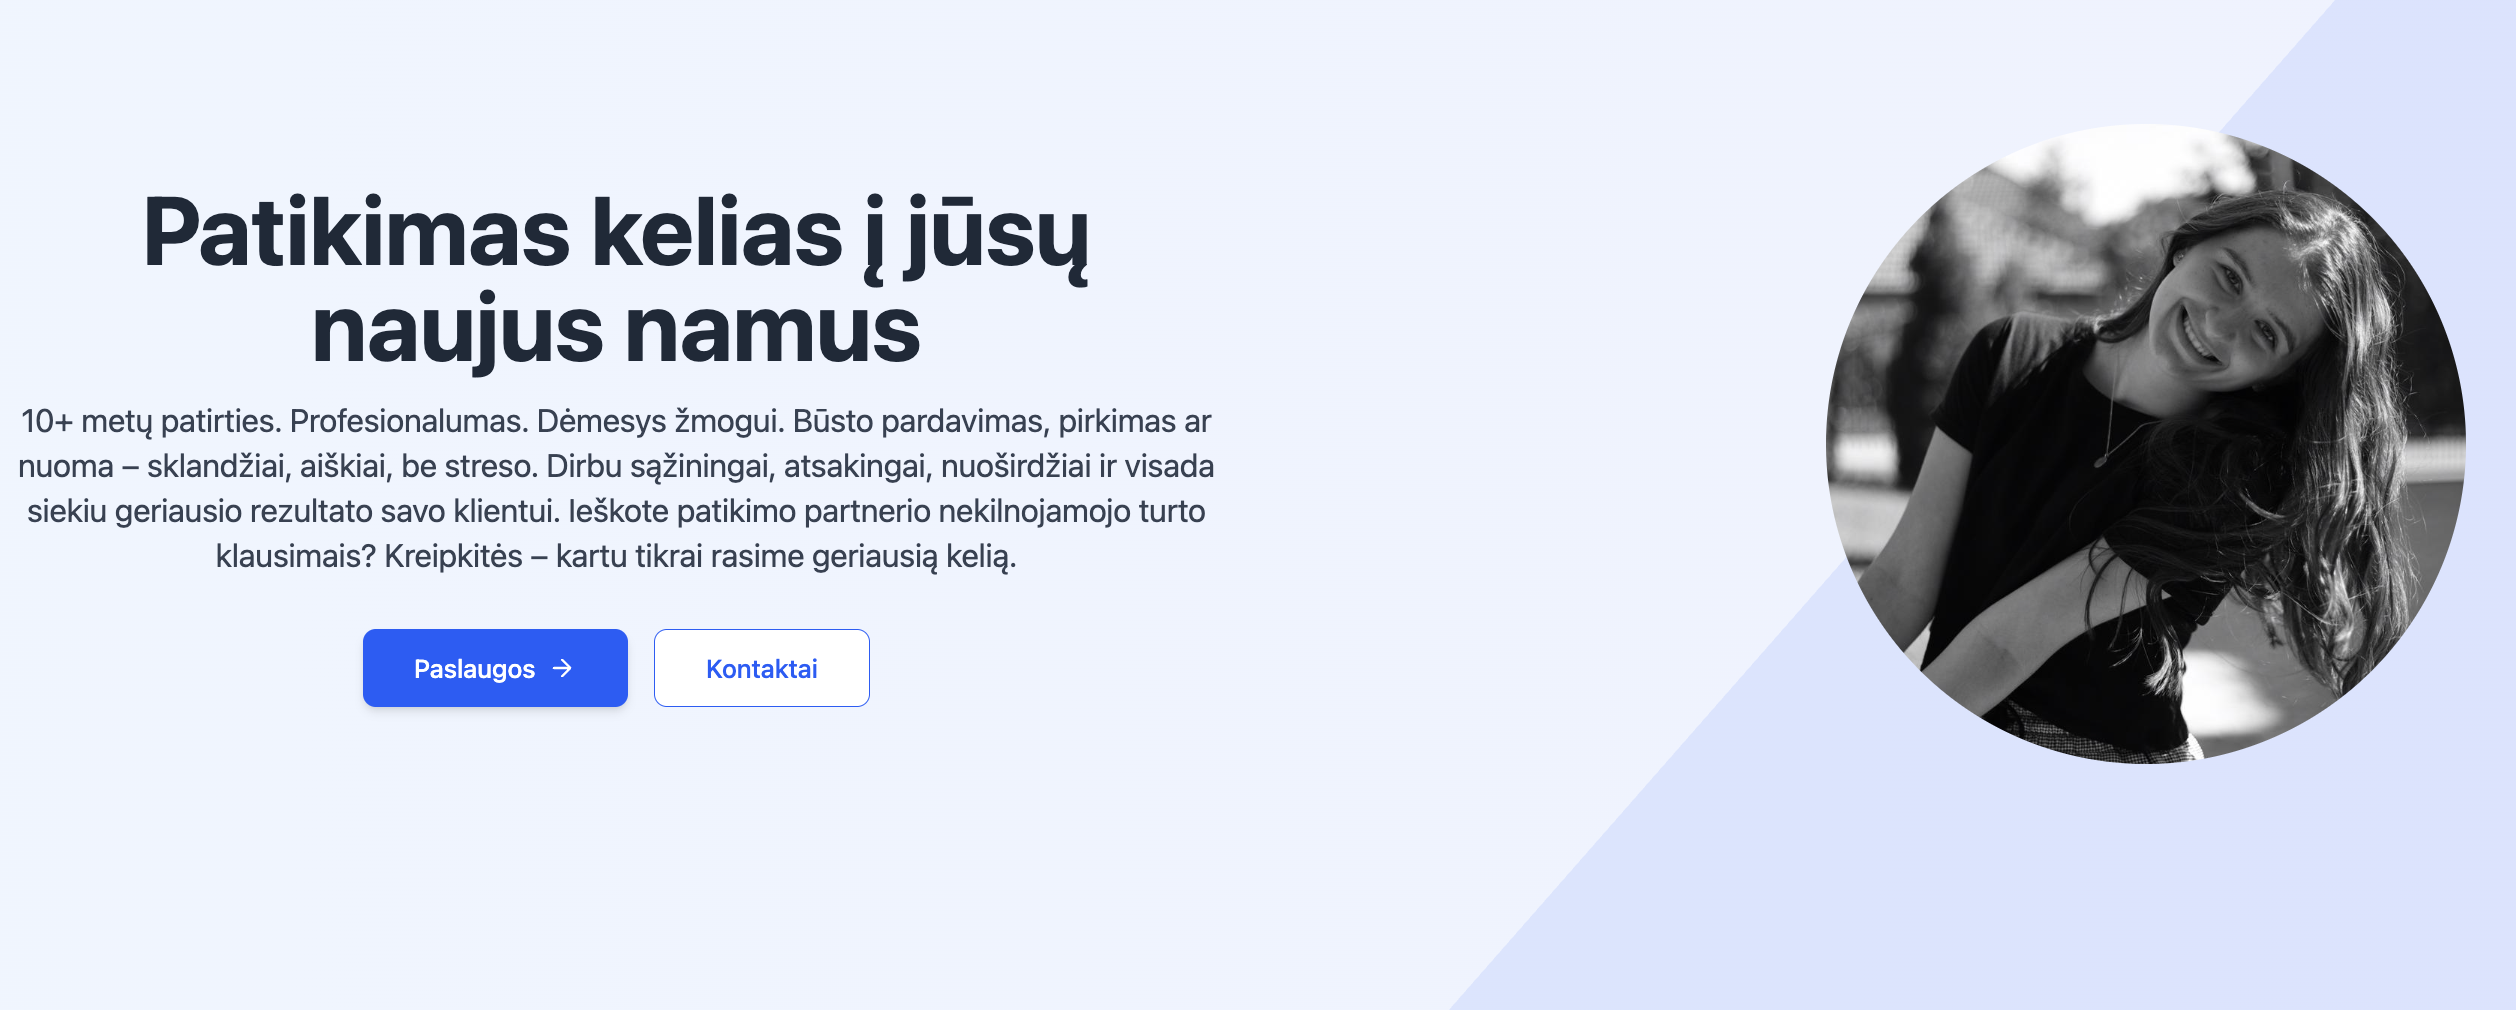 Patikimas kelias į jūsų
naujus namus
10+ metų patirties. Profesionalumas. Dėmesys žmogui. Būsto pardavimas, pirkimas ar
nuoma – sklandžiai, aiškiai, be streso. Dirbu sąžiningai, atsakingai, nuoširdžiai ir visada
siekiu geriausio rezultato savo klientui. Ieškote patikimo partnerio nekilnojamojo turto
klausimais? Kreipkitės – kartu tikrai rasime geriausią kelią.
Paslaugos →
Kontaktai